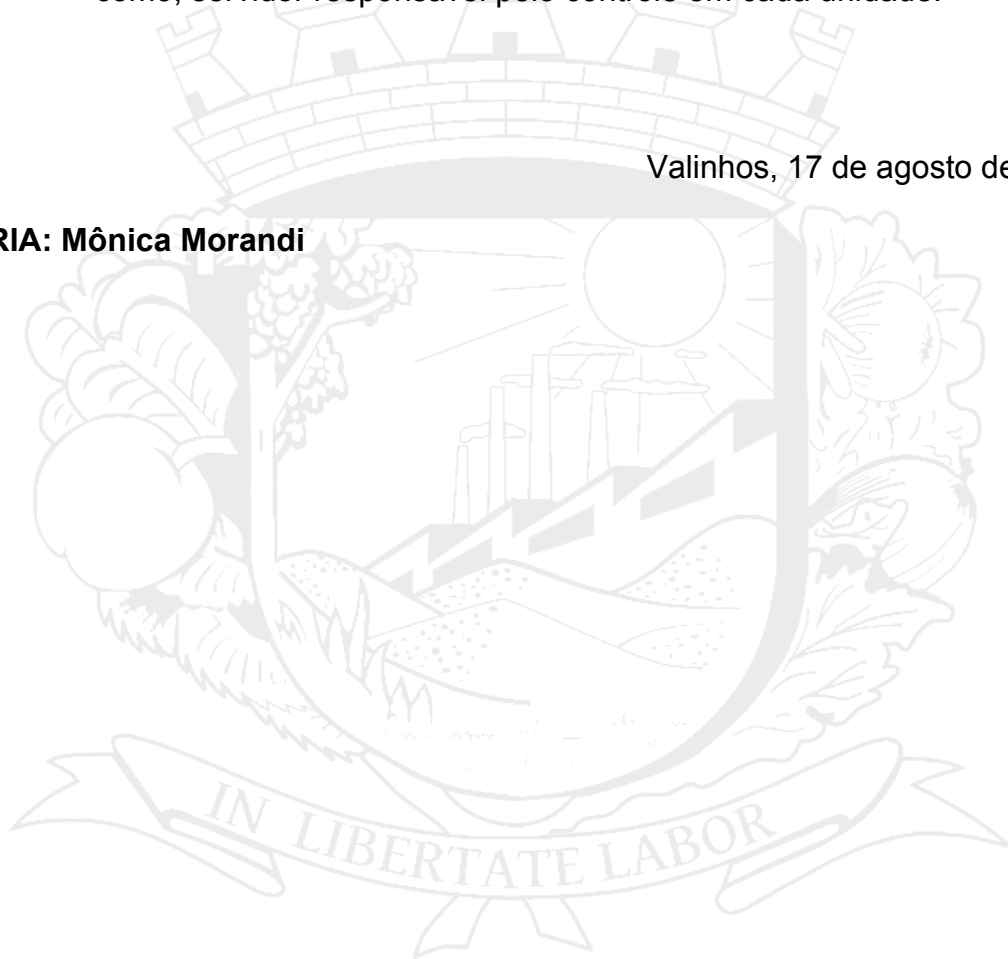 Valinhos, 17 de agosto de
RIA: Mônica Morandi
IN LIBERTATE LABOR